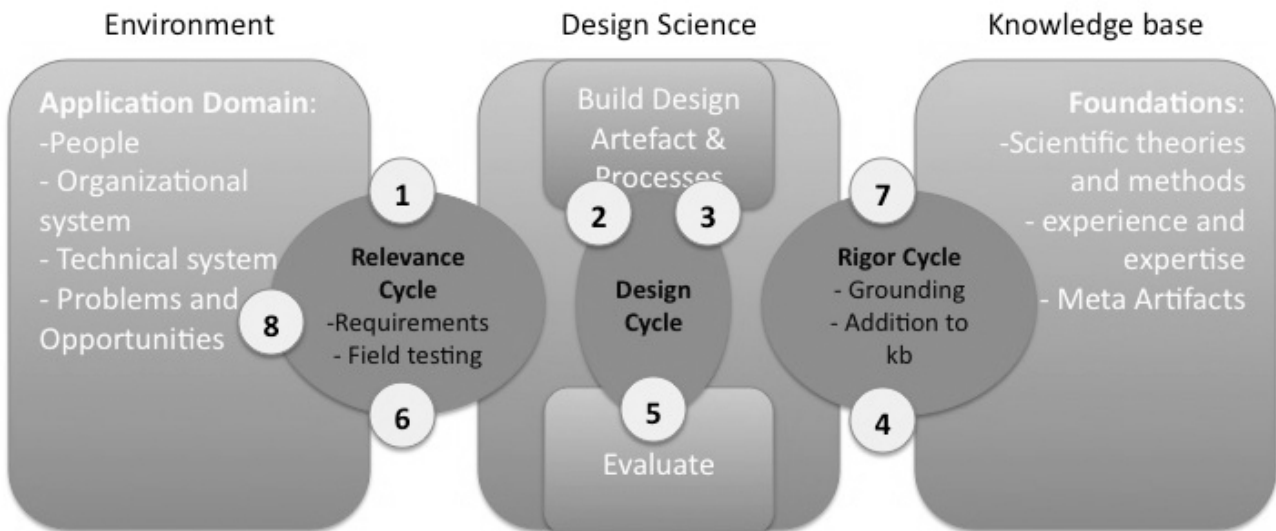 Environment
Design Science
Knowledge base
Application Domain:
-People
- Organizational
system
- Technical system
- Problems and
Opportunities
1
Relevance
Cycle
-Requirements
- Field testing
8
6
Build Design
Artefact &
Processes
2
3
Design
Cycle
5
Evaluate
7
Rigor Cycle
- Grounding
- Addition to
kb
4
Foundations:
-Scientific theories
and methods
- experience and
expertise
- Meta Artifacts